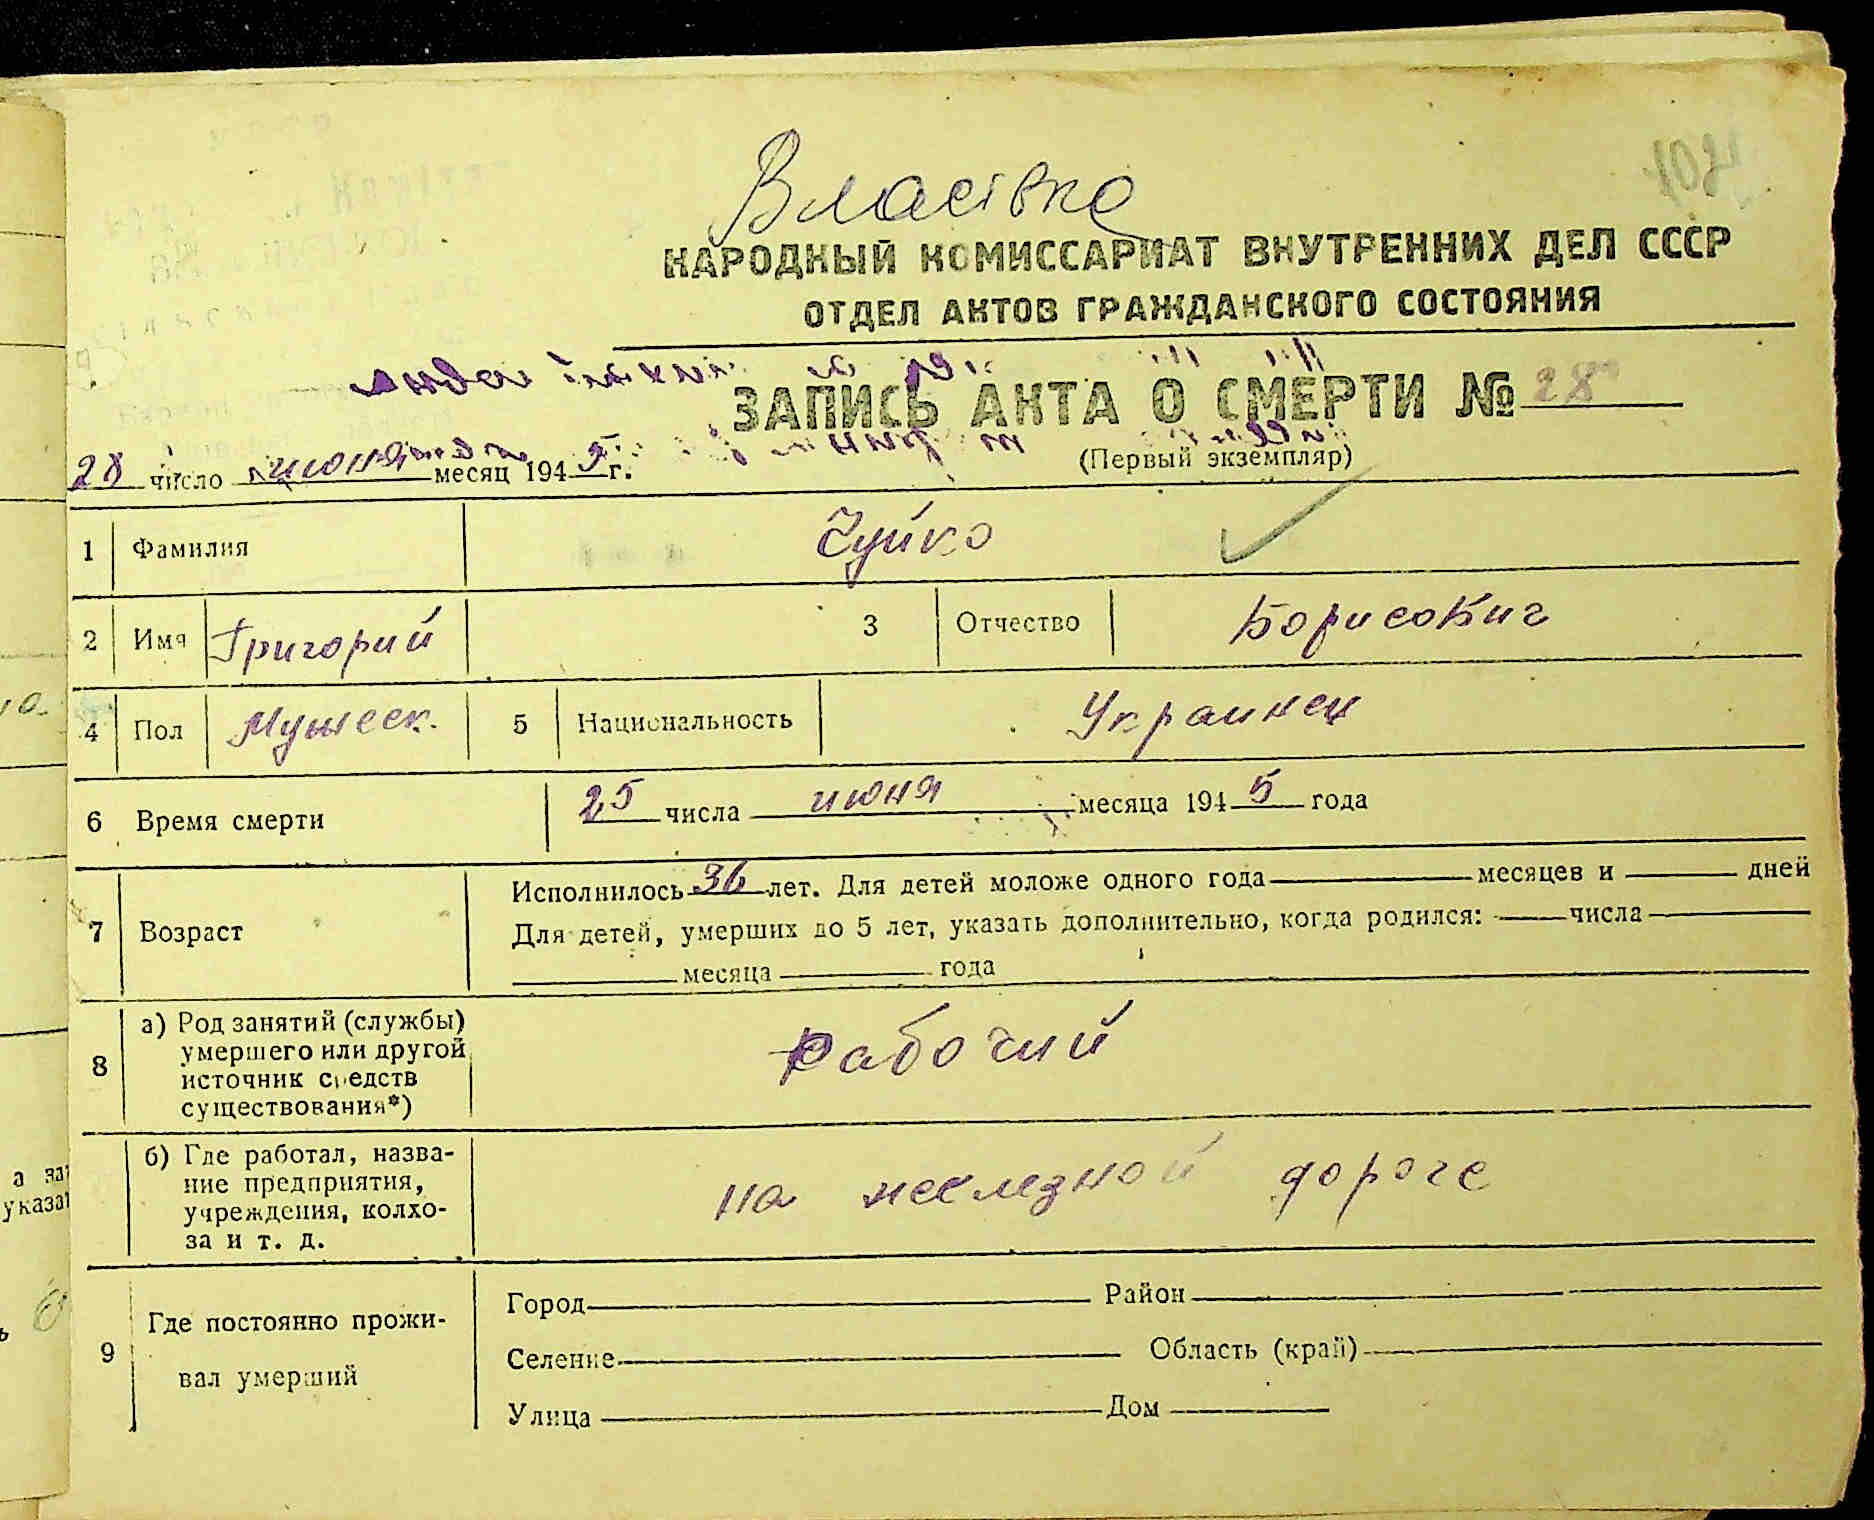 Власівка
НАРОДНЫЙ КОМИССАРИАТ ВНУТРЕННИХ ДЕЛ СССР
ОТДЕЛ АКТОВ ГРАЖДАНСКОГО СОСТОЯНИЯ
ЗАПИСЬ АКТА О СМЕРТИ № 28
28 число июня месяц 1945 г. (Первый экземпляр)
1 Фамилия Чуйко
2 Имя Григорий 3 Отчество Борисович
4 Пол Мужеск. 5 Национальность Украинец
6 Время смерти 25 числа июня месяца 1945 года
7 Возраст
Исполнилось 36 лет. Для детей моложе одного года месяцев и дней
Для детей, умерших до 5 лет, указать дополнительно, когда родился: числа
месяца года
8 а) Род занятий (службы)
умершего или другой
источник средств
существования*)
Рабочий
б) Где работал, назва-
ние предприятия,
учреждения, колхо-
за и т. д.
на железной дороге
9 Где постоянно прожи-
вал умерший
Город Район
Селение Область (край)
Улица Дом